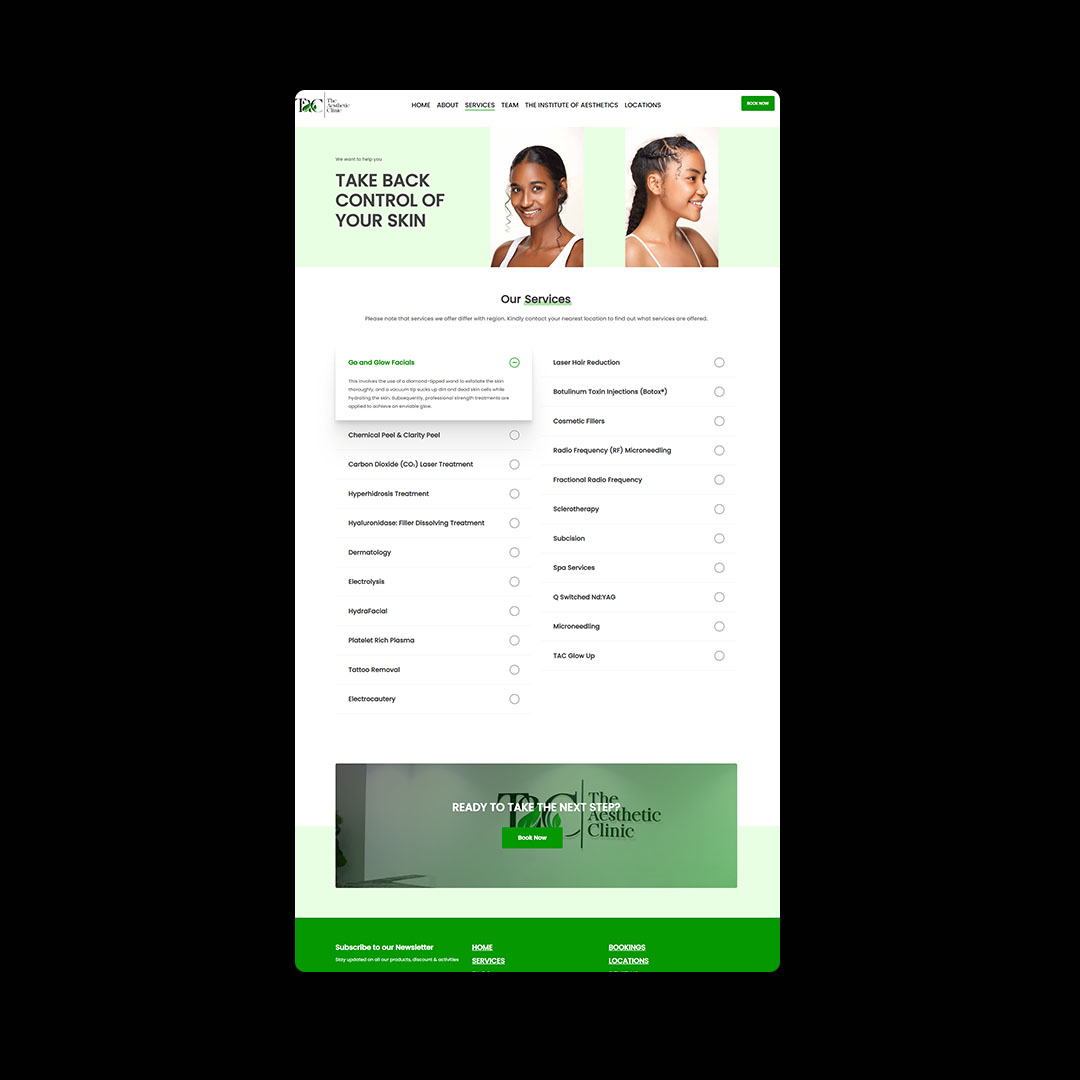 TAC The
Aesthetic
Clinic
HOME ABOUT SERVICES TEAM THE INSTITUTE OF AESTHETICS LOCATIONS
BOOK NOW
We want to help you
TAKE BACK
CONTROL OF
YOUR SKIN
Our Services
Please note that services we offer differ with region. Kindly contact your nearest location to find out what services are offered.
Go and Glow Facials
This involves the use of a diamond-tipped wand to exfoliate the skin
thoroughly, and a vacuum tip sucks up dirt and dead skin cells while
hydrating the skin. Subsequently, professional strength treatments are
applied to achieve an enviable glow.
Chemical Peel & Clarity Peel
Carbon Dioxide (CO₂) Laser Treatment
Hyperhidrosis Treatment
Hyaluronidase: Filler Dissolving Treatment
Dermatology
Electrolysis
HydraFacial
Platelet Rich Plasma
Tattoo Removal
Electrocautery
Laser Hair Reduction
Botulinum Toxin Injections (Botox®)
Cosmetic Fillers
Radio Frequency (RF) Microneedling
Fractional Radio Frequency
Sclerotherapy
Subcision
Spa Services
Q Switched Nd:YAG
Microneedling
TAC Glow Up
READY TO TAKE THE NEXT STEP?
TAC The
Aesthetic
Clinic
Book Now
Subscribe to our Newsletter
Stay updated on all our products, discount & activities
HOME
SERVICES
BOOKINGS
LOCATIONS